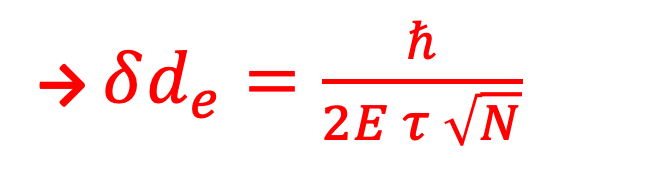 → δd_e = ℏ / (2E τ √N)